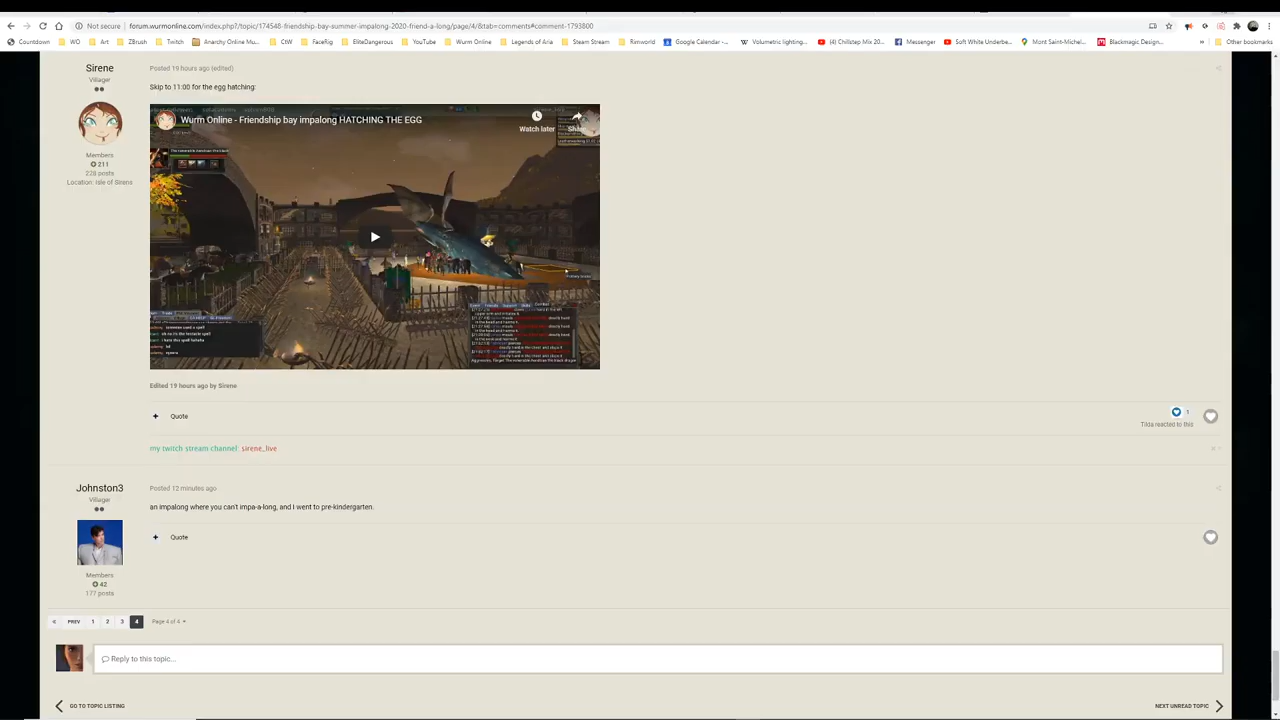 Not secure | forum.wurmonline.com/index.php?/topic/174548-friendship-bay-summer-impalong-2020-friend-a-long/page/4/&tab=comments#comment-1793800
Countdown WO Art ZBrush Twitch Anarchy Online Mu... CtW FaceRig EliteDangerous YouTube Wurm Online Legends of Aria Steam Stream Rimworld Google Calendar -... Volumetric lighting... (4) Chillstep Mix 20... Messenger Soft White Underbe... Mont Saint-Michel... Blackmagic Design... » Other bookmarks
Sirene
Villager
Members
211
228 posts
Location: Isle of Sirens
Posted 19 hours ago (edited)
Skip to 11:00 for the egg hatching:
Wurm Online - Friendship bay impalong HATCHING THE EGG
Watch later
Share
Edited 19 hours ago by Sirene
+ Quote
1
Tilda reacted to this
my twitch stream channel: sirene_live
Johnston3
Villager
Members
42
177 posts
Posted 12 minutes ago
an impalong where you can't impa-a-long, and I went to pre-kindergarten.
+ Quote
« PREV 1 2 3 4 Page 4 of 4
Reply to this topic...
GO TO TOPIC LISTING
NEXT UNREAD TOPIC